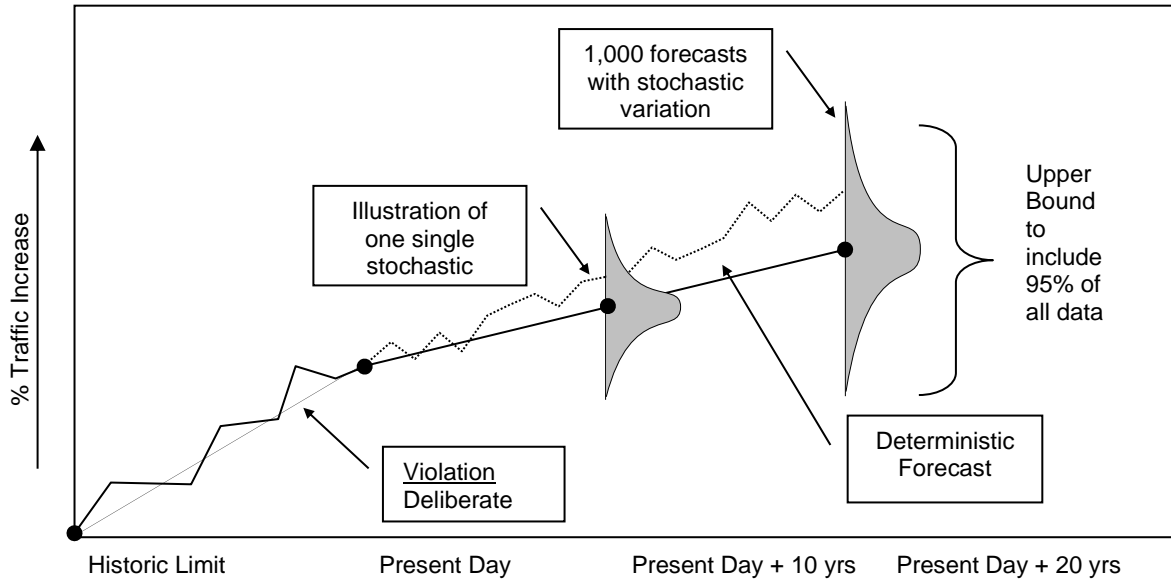 1,000 forecasts
with stochastic
variation
Upper
Bound
to
include
95% of
all data
Illustration of
one single
stochastic
% Traffic Increase
Violation
Deliberate
Deterministic
Forecast
Historic Limit
Present Day
Present Day + 10 yrs
Present Day + 20 yrs